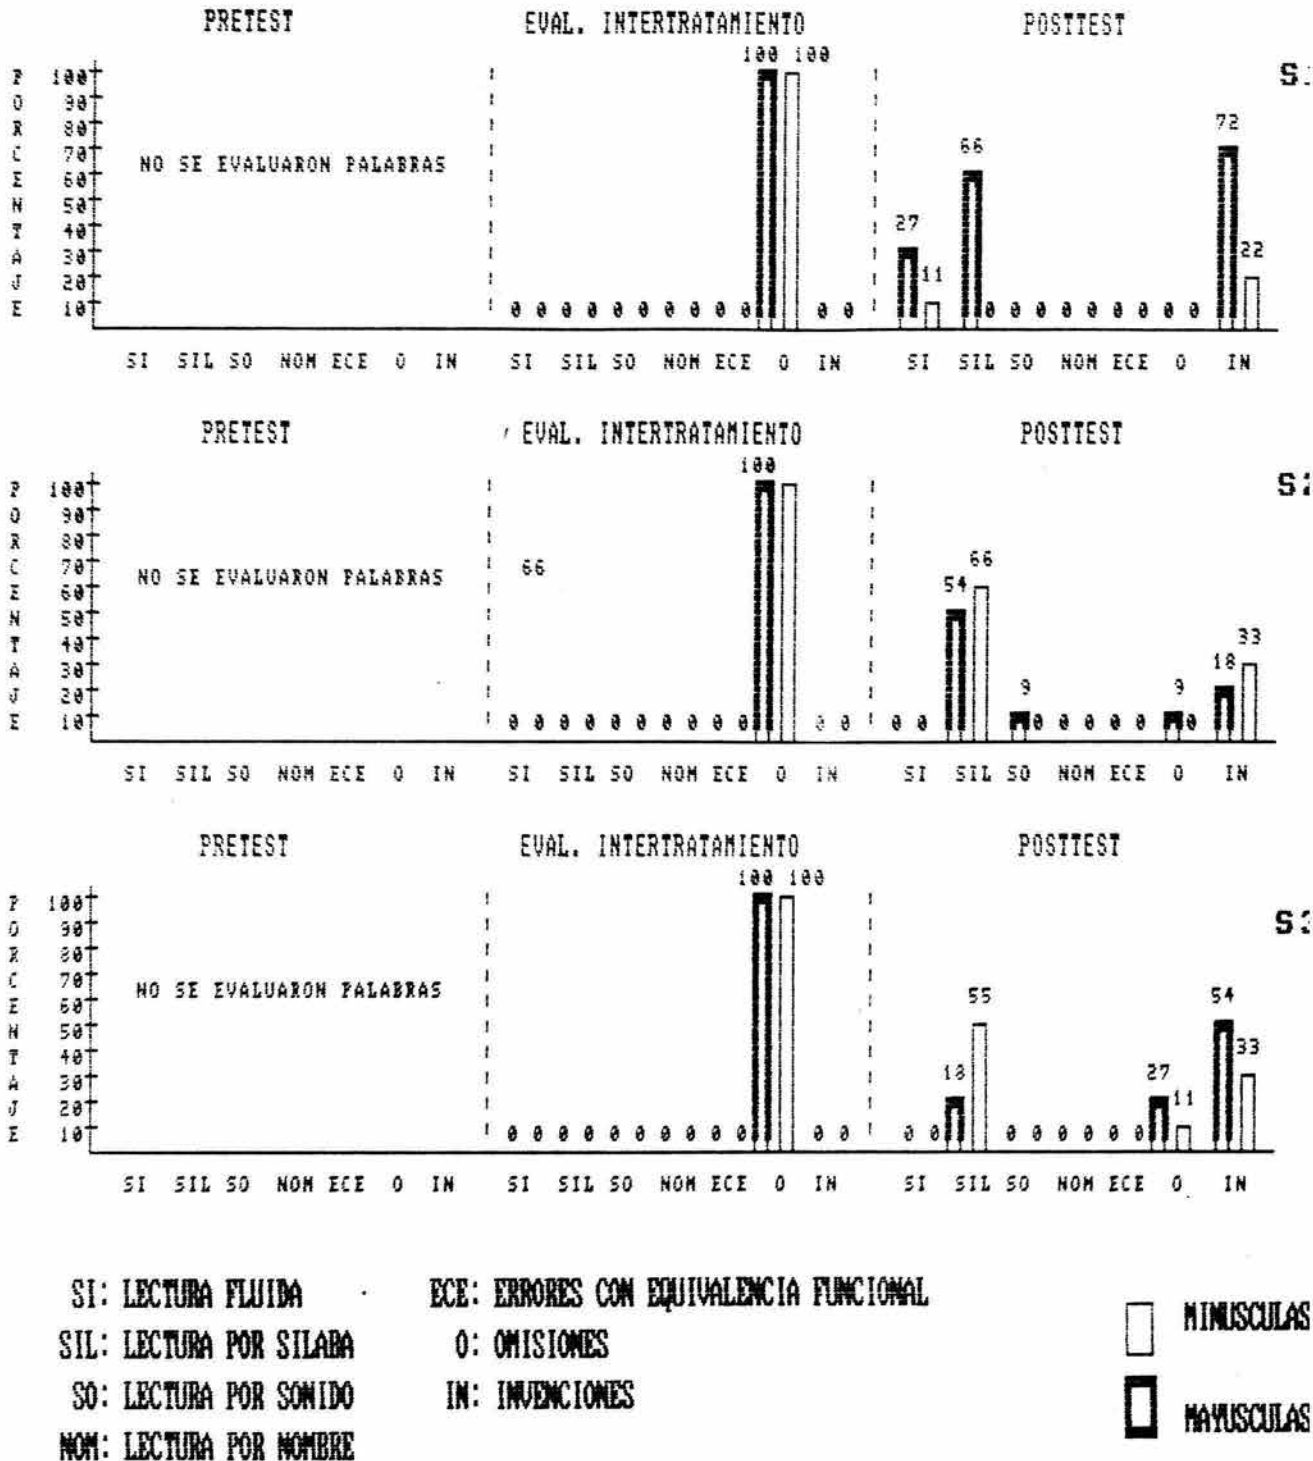 PRETEST EVAL. INTERTRATAMIENTO POSTTEST
100 100
P O R C E N T A J E
100
90
80
70
60
50
40
30
20
10
NO SE EVALUARON PALABRAS
0 0 0 0 0 0 0 0 0 0 0 0
27 11 66 0 0 0 0 0 0 0 0 0 72 22
SI SIL SO NOM ECE O IN SI SIL SO NOM ECE O IN SI SIL SO NOM ECE O IN
PRETEST EVAL. INTERTRATAMIENTO POSTTEST
100
P O R C E N T A J E
100
90
80
70
60
50
40
30
20
10
NO SE EVALUARON PALABRAS
66
0 0 0 0 0 0 0 0 0 0 0 0
0 0 54 66 9 0 0 0 0 0 9 0 18 33
SI SIL SO NOM ECE O IN SI SIL SO NOM ECE O IN SI SIL SO NOM ECE O IN
PRETEST EVAL. INTERTRATAMIENTO POSTTEST
100 100
P O R C E N T A J E
100
90
80
70
60
50
40
30
20
10
NO SE EVALUARON PALABRAS
0 0 0 0 0 0 0 0 0 0 0 0
0 0 18 55 0 0 0 0 0 0 27 11 54 33
SI SIL SO NOM ECE O IN SI SIL SO NOM ECE O IN SI SIL SO NOM ECE O IN
SI: LECTURA FLUIDA
SIL: LECTURA POR SILABA
SO: LECTURA POR SONIDO
NOM: LECTURA POR NOMBRE
ECE: ERRORES CON EQUIVALENCIA FUNCIONAL
O: OMISIONES
IN: INVENCIONES
MINUSCULAS
MAYUSCULAS